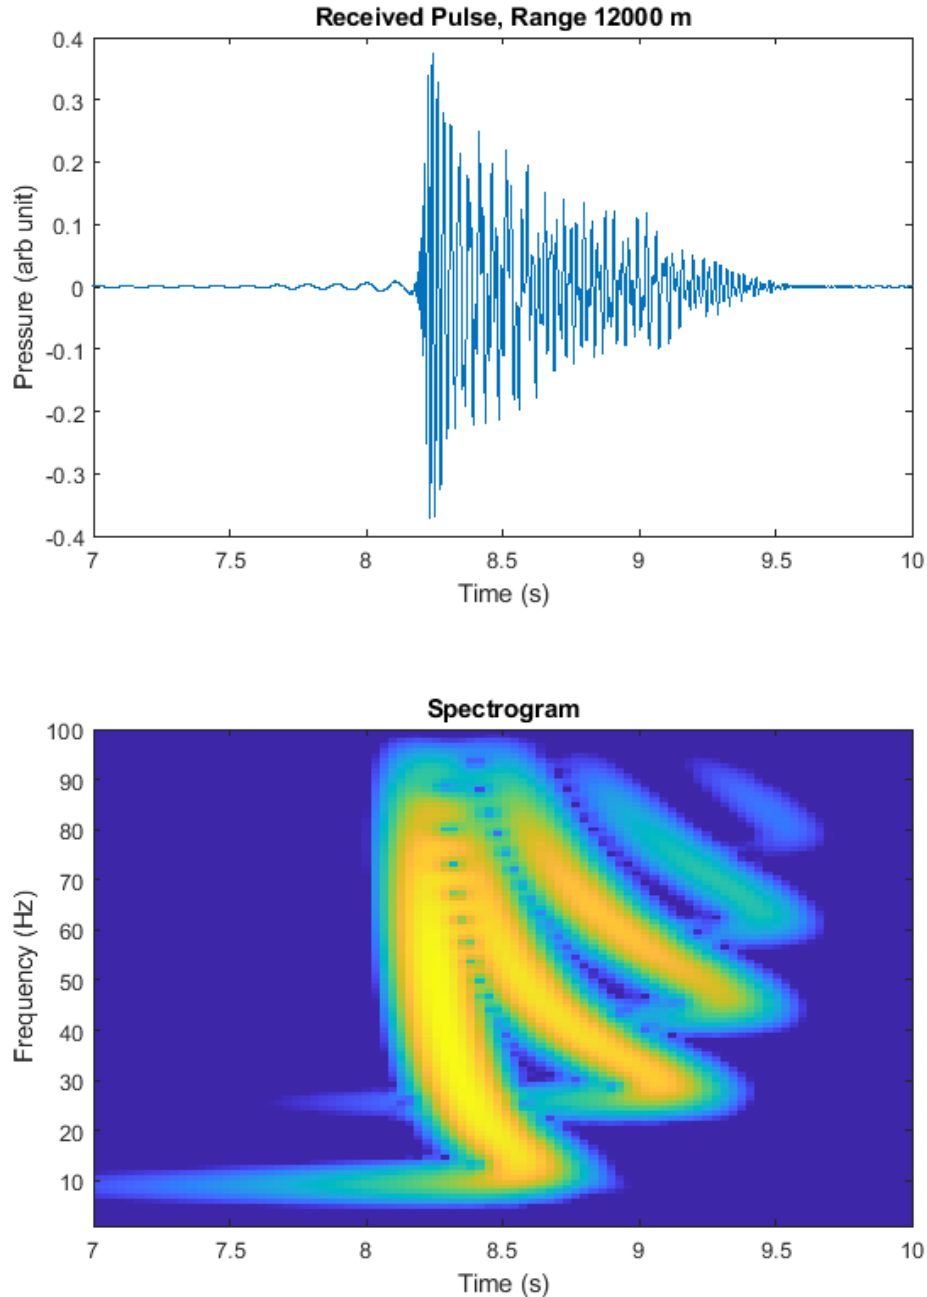 Received Pulse, Range 12000 m
0.4
0.3
0.2
0.1
0
-0.1
-0.2
-0.3
-0.4
Pressure (arb unit)
7 7.5 8 8.5 9 9.5 10
Time (s)
Spectrogram
100
90
80
70
60
50
40
30
20
10
Frequency (Hz)
7 7.5 8 8.5 9 9.5 10
Time (s)